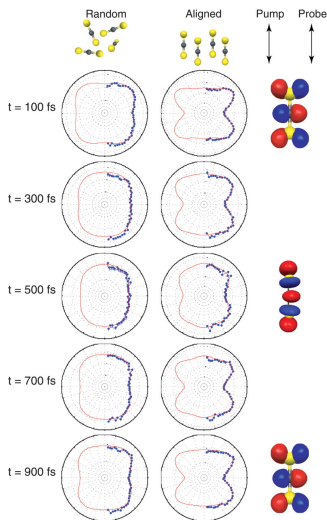 Random Aligned Pump Probe
t = 100 fs
t = 300 fs
t = 500 fs
t = 700 fs
t = 900 fs